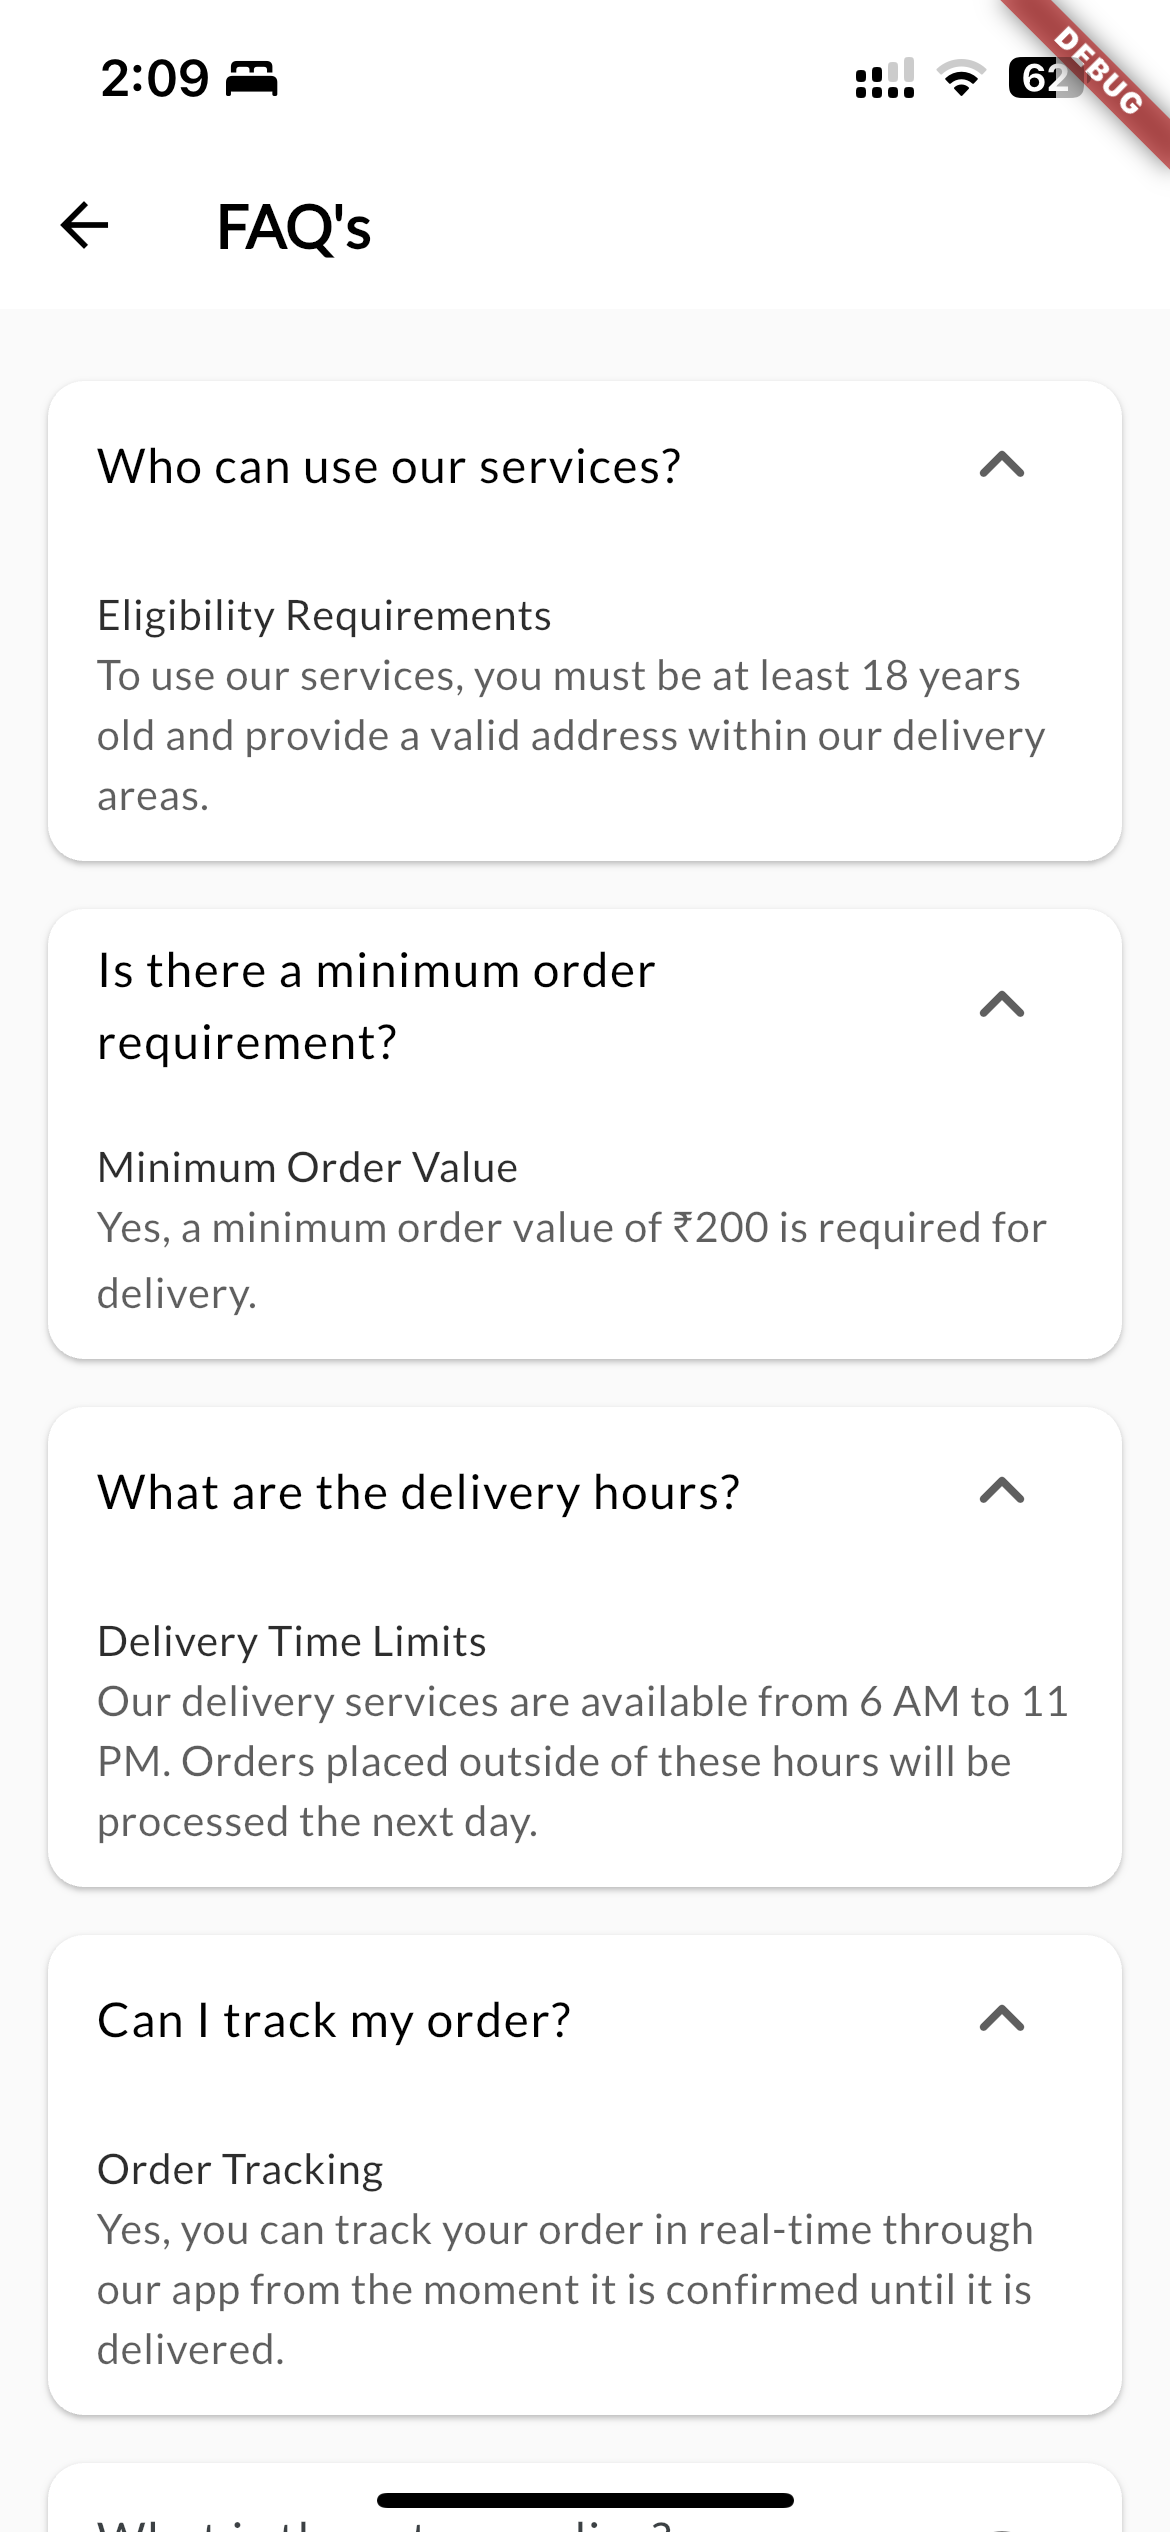 2:09
62
DEBUG
FAQ's
Who can use our services?
Eligibility Requirements
To use our services, you must be at least 18 years
old and provide a valid address within our delivery
areas.
Is there a minimum order
requirement?
Minimum Order Value
Yes, a minimum order value of ₹200 is required for
delivery.
What are the delivery hours?
Delivery Time Limits
Our delivery services are available from 6 AM to 11
PM. Orders placed outside of these hours will be
processed the next day.
Can I track my order?
Order Tracking
Yes, you can track your order in real-time through
our app from the moment it is confirmed until it is
delivered.